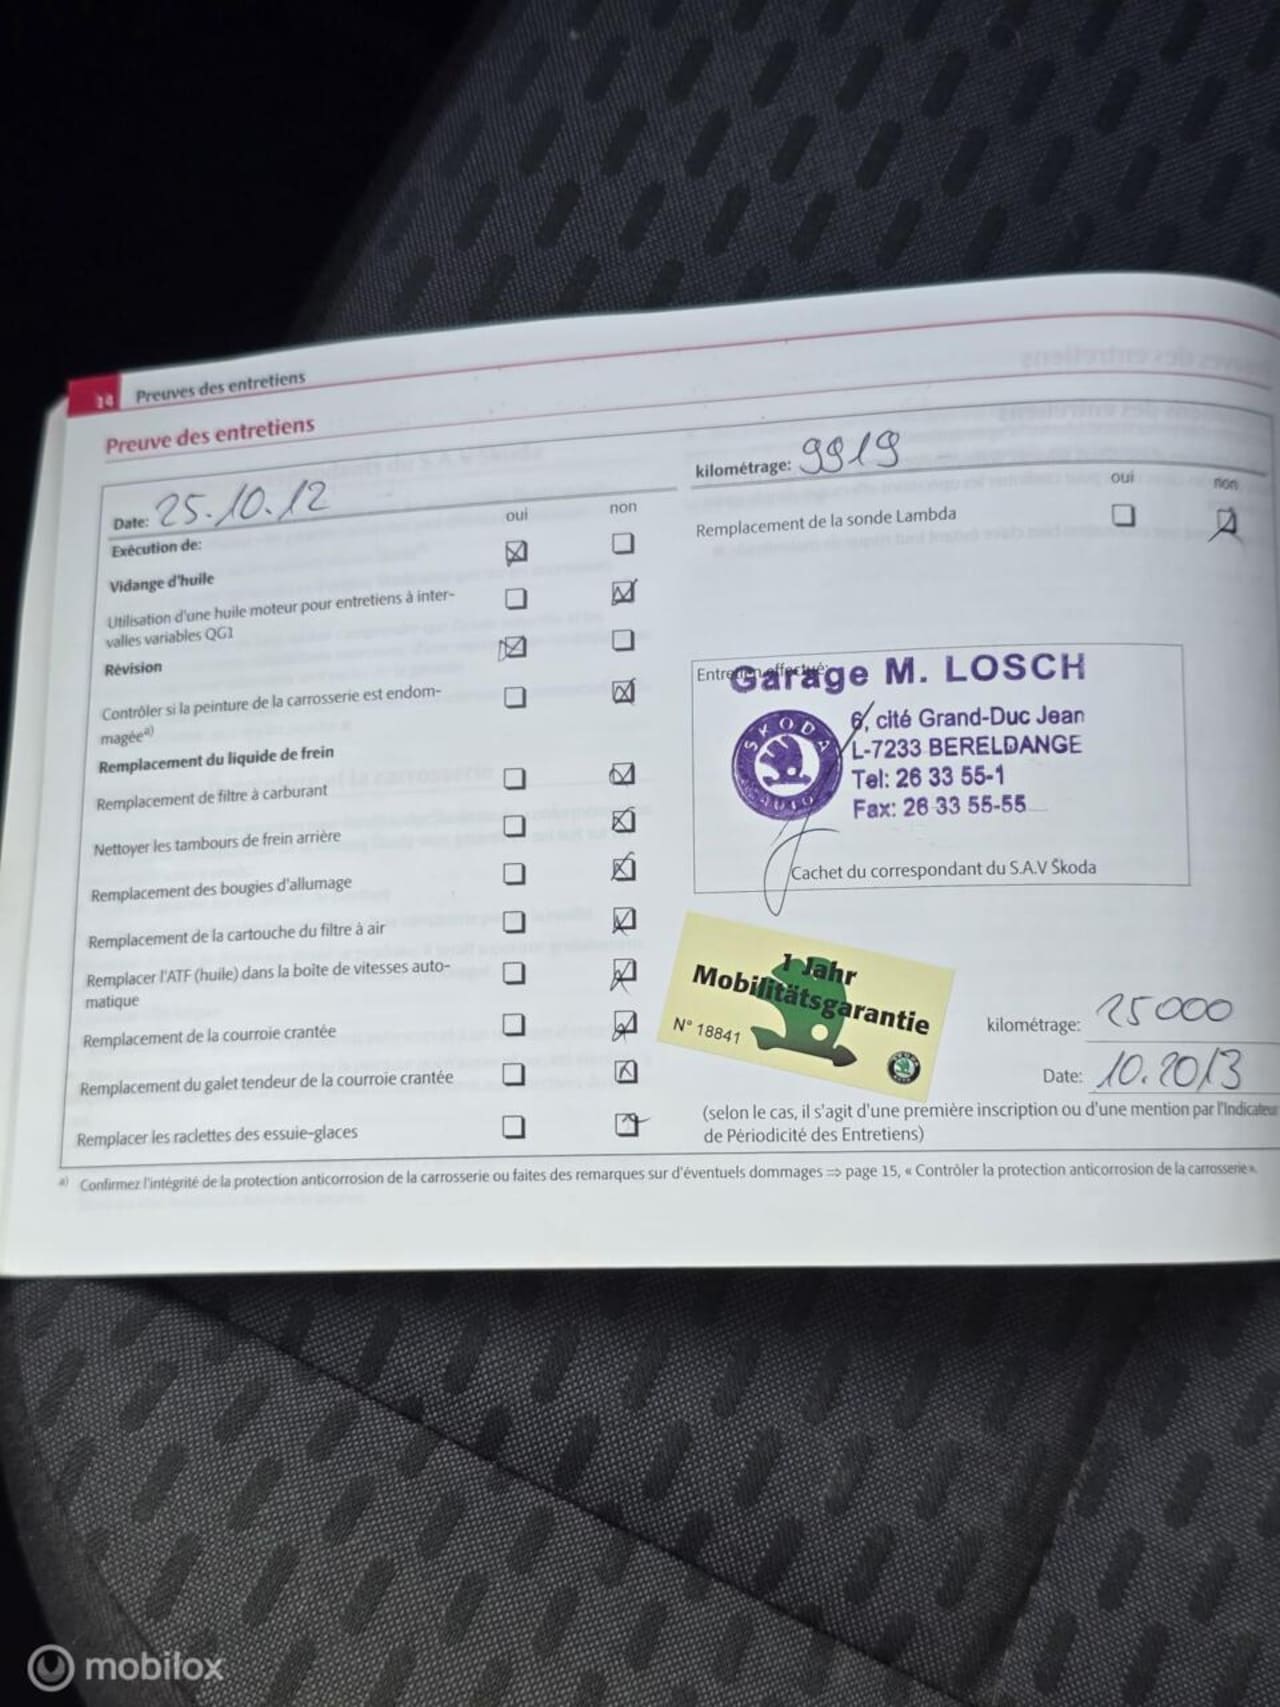 14 Preuves des entretiens
Preuve des entretiens
Date: 25.10.12
oui non
Exécution de:
Vidange d'huile
Utilisation d'une huile moteur pour entretiens à inter-
valles variables QG1
Révision
Contrôler si la peinture de la carrosserie est endom-
magée a)
Remplacement du liquide de frein
Remplacement de filtre à carburant
Nettoyer les tambours de frein arrière
Remplacement des bougies d'allumage
Remplacement de la cartouche du filtre à air
Remplacer l'ATF (huile) dans la boîte de vitesses auto-
matique
Remplacement de la courroie crantée
Remplacement du galet tendeur de la courroie crantée
Remplacer les raclettes des essuie-glaces
kilométrage: 9919
oui non
Remplacement de la sonde Lambda
Entretien effectué:
Garage M. LOSCH
6, cité Grand-Duc Jean
L-7233 BERELDANGE
Tel: 26 33 55-1
Fax: 26 33 55-55
SKODA
AUTO
Cachet du correspondant du S.A.V Škoda
1 Jahr
Mobilitätsgarantie
N° 18841
kilométrage: 25000
Date: 10.2013
(selon le cas, il s'agit d'une première inscription ou d'une mention par l'Indicateur
de Périodicité des Entretiens)
a) Confirmez l'intégrité de la protection anticorrosion de la carrosserie ou faites des remarques sur d'éventuels dommages ⇒ page 15, « Contrôler la protection anticorrosion de la carrosserie ».
mobilox